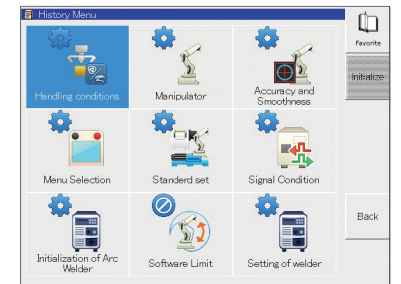 History Menu
Favorite
Initialize
Handling conditions
Manipulator
Accuracy and
Smoothness
Menu Selection
Standerd set
Signal Condition
Back
Initialization of Arc
Welder
Software Limit
Setting of welder